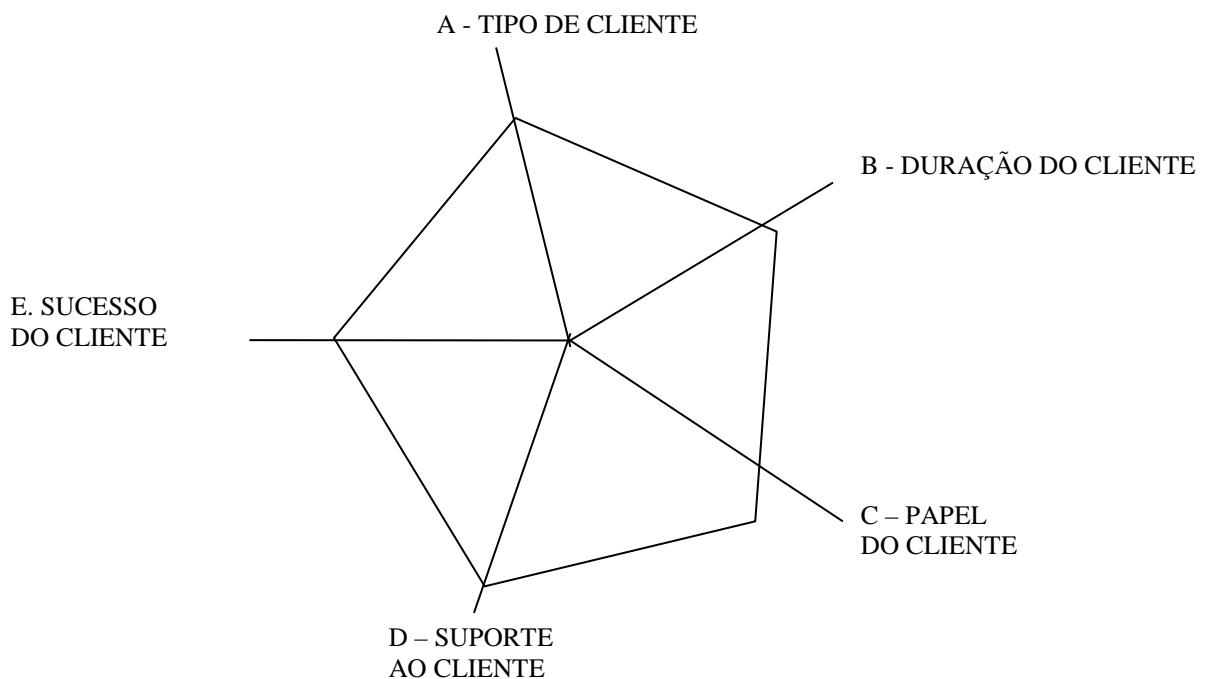 A - TIPO DE CLIENTE
B - DURAÇÃO DO CLIENTE
E. SUCESSO
DO CLIENTE
C – PAPEL
DO CLIENTE
D – SUPORTE
AO CLIENTE